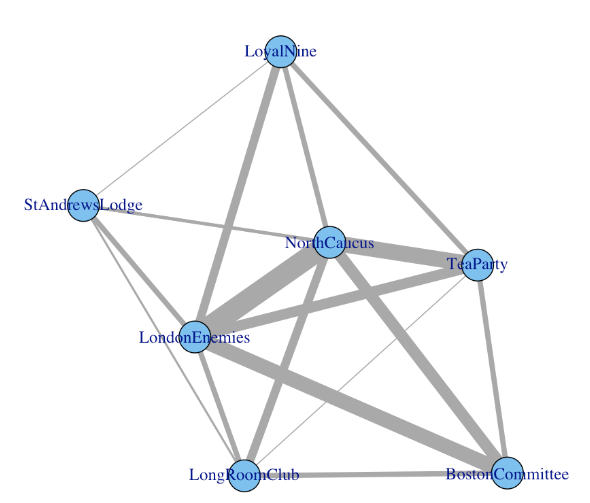 LoyalNine
StAndrewsLodge
NorthCaucus
TeaParty
LondonEnemies
LongRoomClub
BostonCommittee